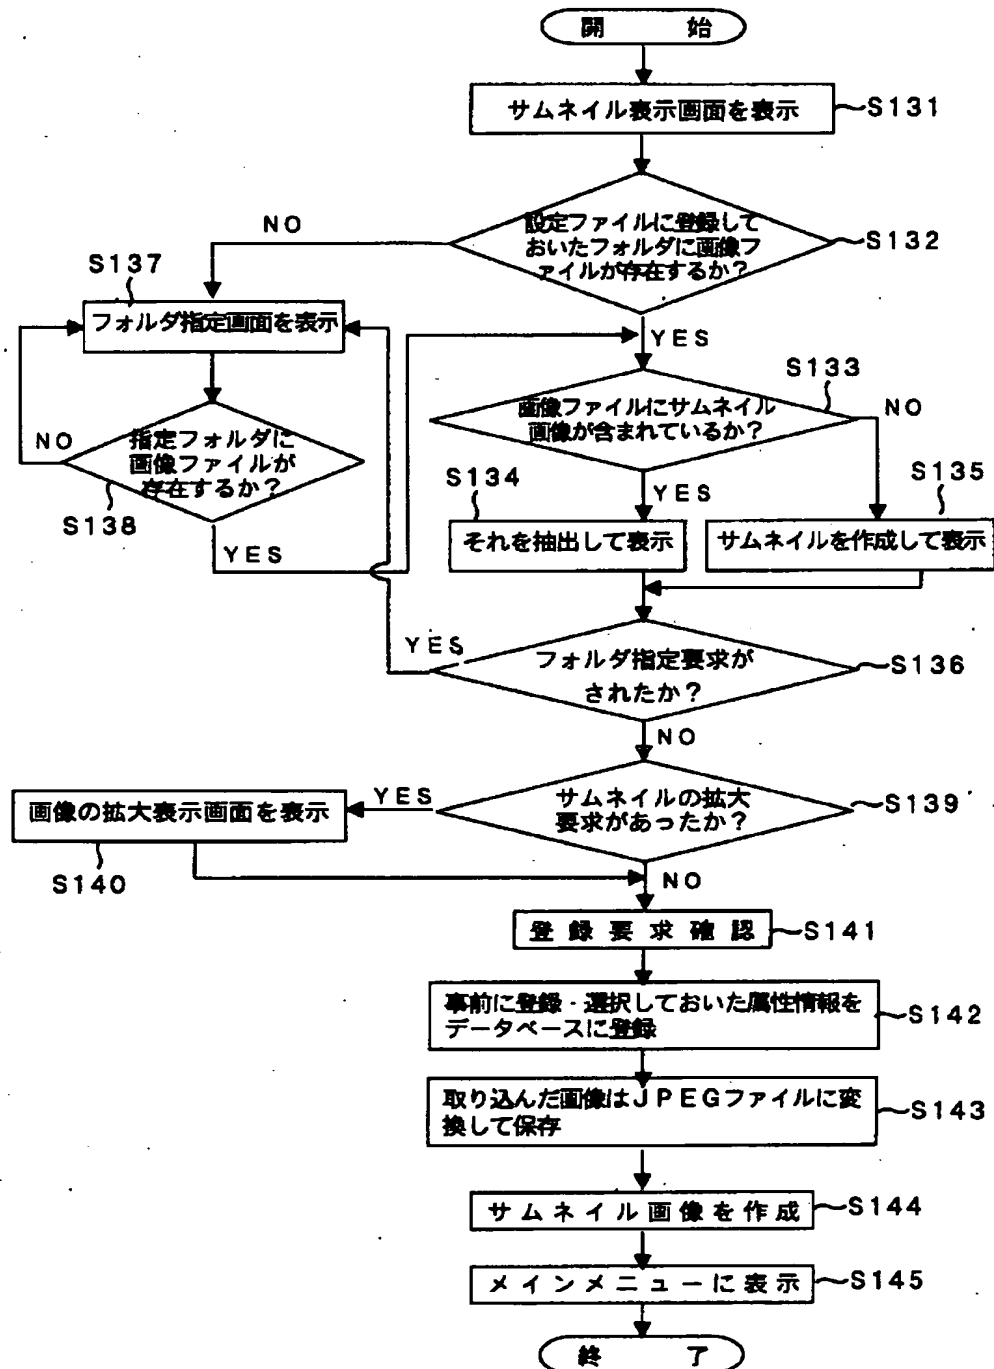 開 始
サムネイル表示画面を表示
S131
設定ファイルに登録して
おいたフォルダに画像フ
ァイルが存在するか?
S132
NO
YES
S137
フォルダ指定画面を表示
指定フォルダに
画像ファイルが
存在するか?
NO
S138
YES
S133
画像ファイルにサムネイル
画像が含まれているか?
NO
YES
S134
それを抽出して表示
S135
サムネイルを作成して表示
フォルダ指定要求が
されたか?
S136
YES
NO
サムネイルの拡大
要求があったか?
S139
YES
画像の拡大表示画面を表示
S140
NO
登録要求確認
S141
事前に登録・選択しておいた属性情報を
データベースに登録
S142
取り込んだ画像はJPEGファイルに変
換して保存
S143
サムネイル画像を作成
S144
メインメニューに表示
S145
終 了